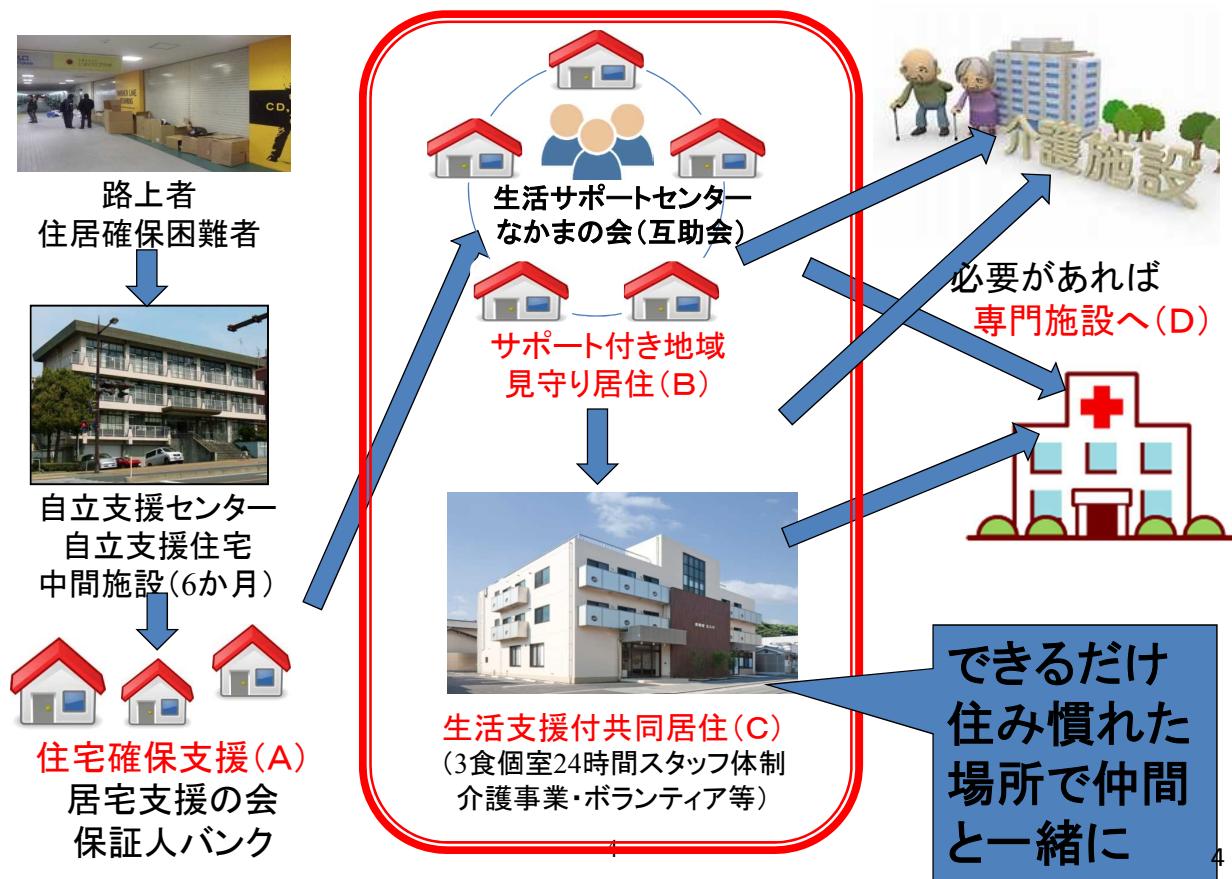 CD,
路上者
住居確保困難者
自立支援センター
自立支援住宅
中間施設(6か月)
住宅確保支援(A)
居宅支援の会
保証人バンク
生活サポートセンター
なかまの会(互助会)
サポート付き地域
見守り居住(B)
生活支援付共同居住(C)
(3食個室24時間スタッフ体制
介護事業・ボランティア等)
4
介護施設
必要があれば
専門施設へ(D)
できるだけ
住み慣れた
場所で仲間
と一緒に
4